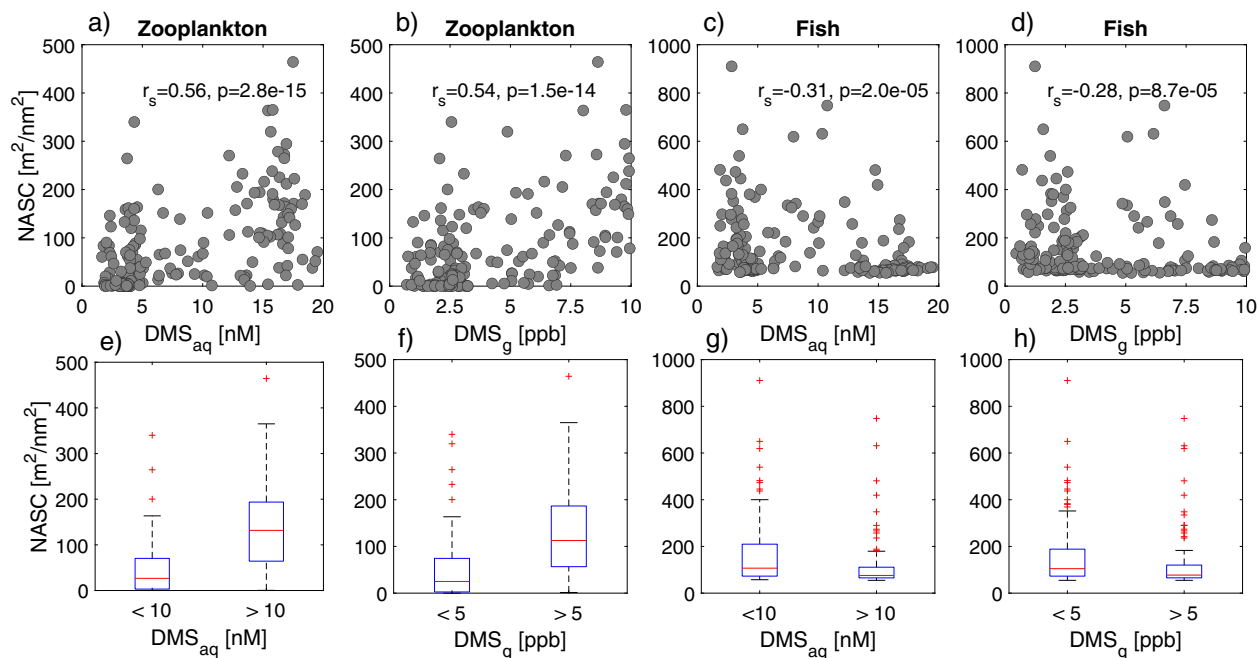 a) Zooplankton b) Zooplankton c) Fish d) Fish
500 500 1000 1000
r_s=0.56, p=2.8e-15 r_s=0.54, p=1.5e-14 r_s=-0.31, p=2.0e-05 r_s=-0.28, p=8.7e-05
400 400 800 800
300 300 600 600
200 200 400 400
100 100 200 200
0 0 0 0
NASC [m²/nm²]
0 5 10 15 20 0 2.5 5 7.5 10 0 5 10 15 20 0 2.5 5 7.5 10
DMS_aq [nM] DMS_g [ppb] DMS_aq [nM] DMS_g [ppb]
e) f) g) h)
500 500 1000 1000
400 400 800 800
300 300 600 600
200 200 400 400
100 100 200 200
0 0 0 0
NASC [m²/nm²]
< 10 > 10 < 5 > 5 <10 > 10 < 5 > 5
DMS_aq [nM] DMS_g [ppb] DMS_aq [nM] DMS_g [ppb]